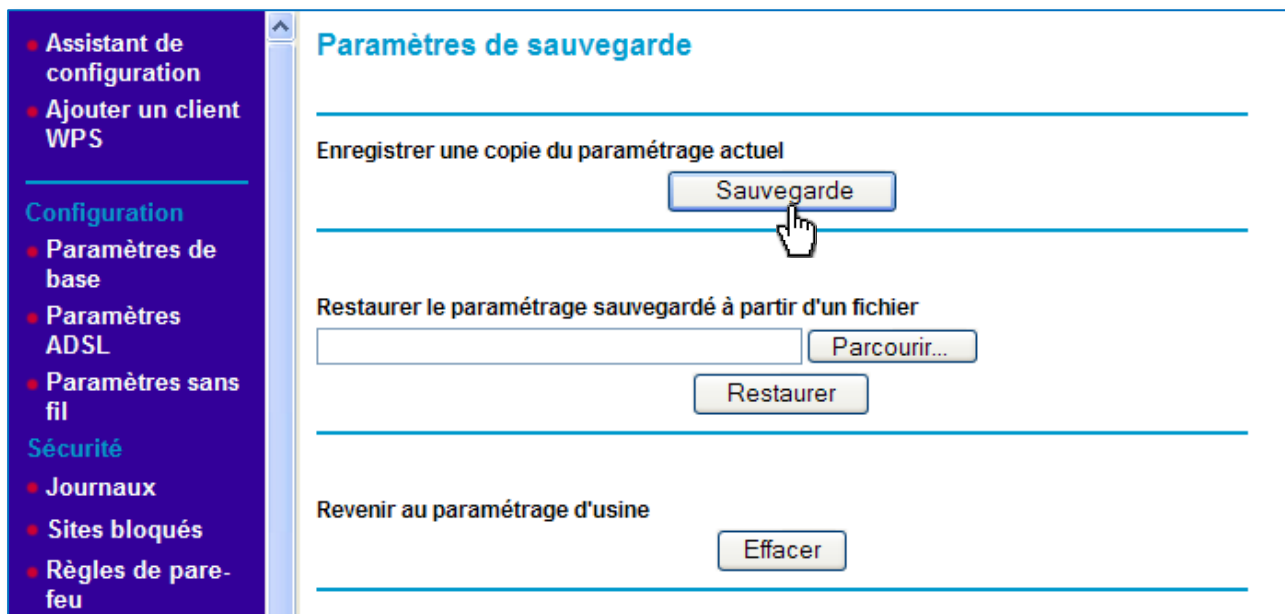 Assistant de
configuration
Ajouter un client
WPS
Configuration
Paramètres de
base
Paramètres
ADSL
Paramètres sans
fil
Sécurité
Journaux
Sites bloqués
Règles de pare-
feu
Paramètres de sauvegarde
Enregistrer une copie du paramétrage actuel
Sauvegarde
Restaurer le paramétrage sauvegardé à partir d'un fichier
Parcourir...
Restaurer
Revenir au paramétrage d'usine
Effacer